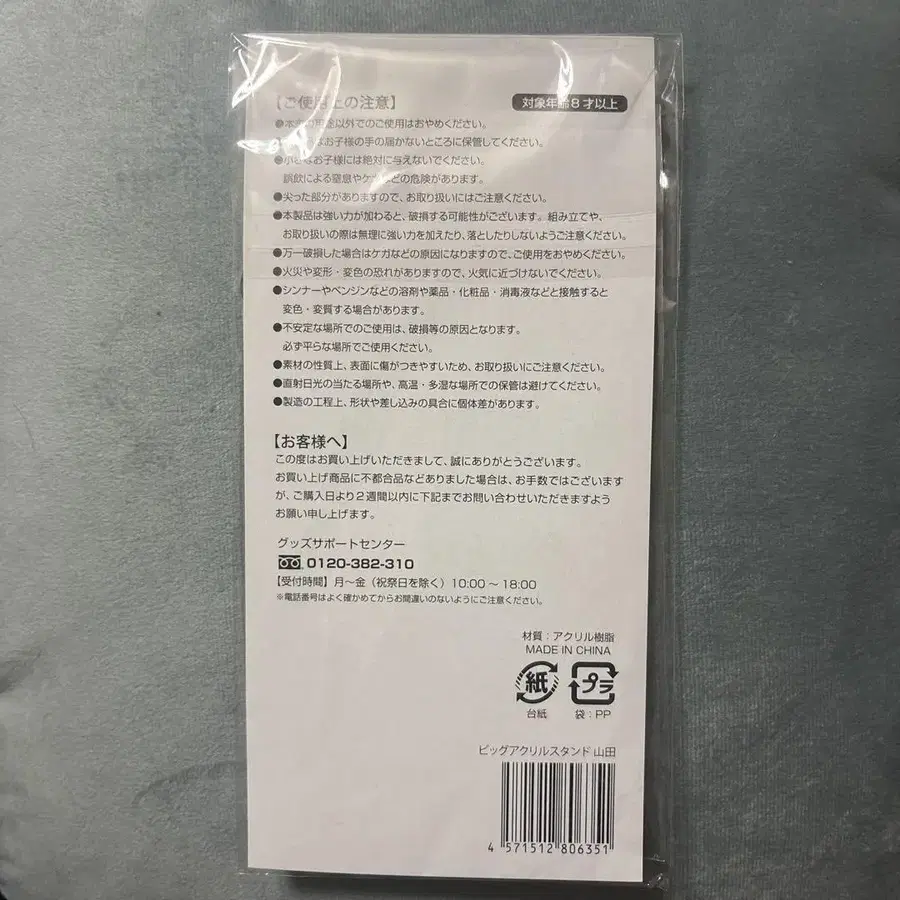 【ご使用上の注意】
対象年齢8才以上
●本来の用途以外でのご使用はおやめください。
お子様の手の届かないところに保管してください。
●小さなお子様には絶対に与えないでください。
誤飲による窒息やケガなどの危険があります。
●尖った部分がありますので、お取り扱いにはご注意ください。
●本製品は強い力が加わると、破損する可能性がございます。組み立てや、
お取り扱いの際は無理に強い力を加えたり、落としたりしないようご注意ください。
●万一破損した場合はケガなどの原因になりますので、ご使用をおやめください。
●火災や変形・変色の恐れがありますので、火気に近づけないでください。
●シンナーやベンジンなどの溶剤や薬品・化粧品・消毒液などと接触すると
変色・変質する場合があります。
●不安定な場所でのご使用は、破損等の原因となります。
必ず平らな場所でご使用ください。
●素材の性質上、表面に傷がつきやすいため、お取り扱いにご注意ください。
●直射日光の当たる場所や、高温・多湿な場所での保管は避けてください。
●製造の工程上、形状や差し込みの具合に個体差があります。
【お客様へ】
この度はお買い上げいただきまして、誠にありがとうございます。
お買い上げ商品に不都合品などありました場合は、お手数ではございます
が、ご購入日より2週間以内に下記までお問い合わせいただきますよう
お願い申し上げます。
グッズサポートセンター
0120-382-310
【受付時間】月〜金（祝祭日を除く）10:00〜18:00
※電話番号はよく確かめてからお間違いのないようにご注意ください。
材質：アクリル樹脂
MADE IN CHINA
紙 プラ
台紙 袋：PP
ビッグアクリルスタンド 山田
4 571512 806351